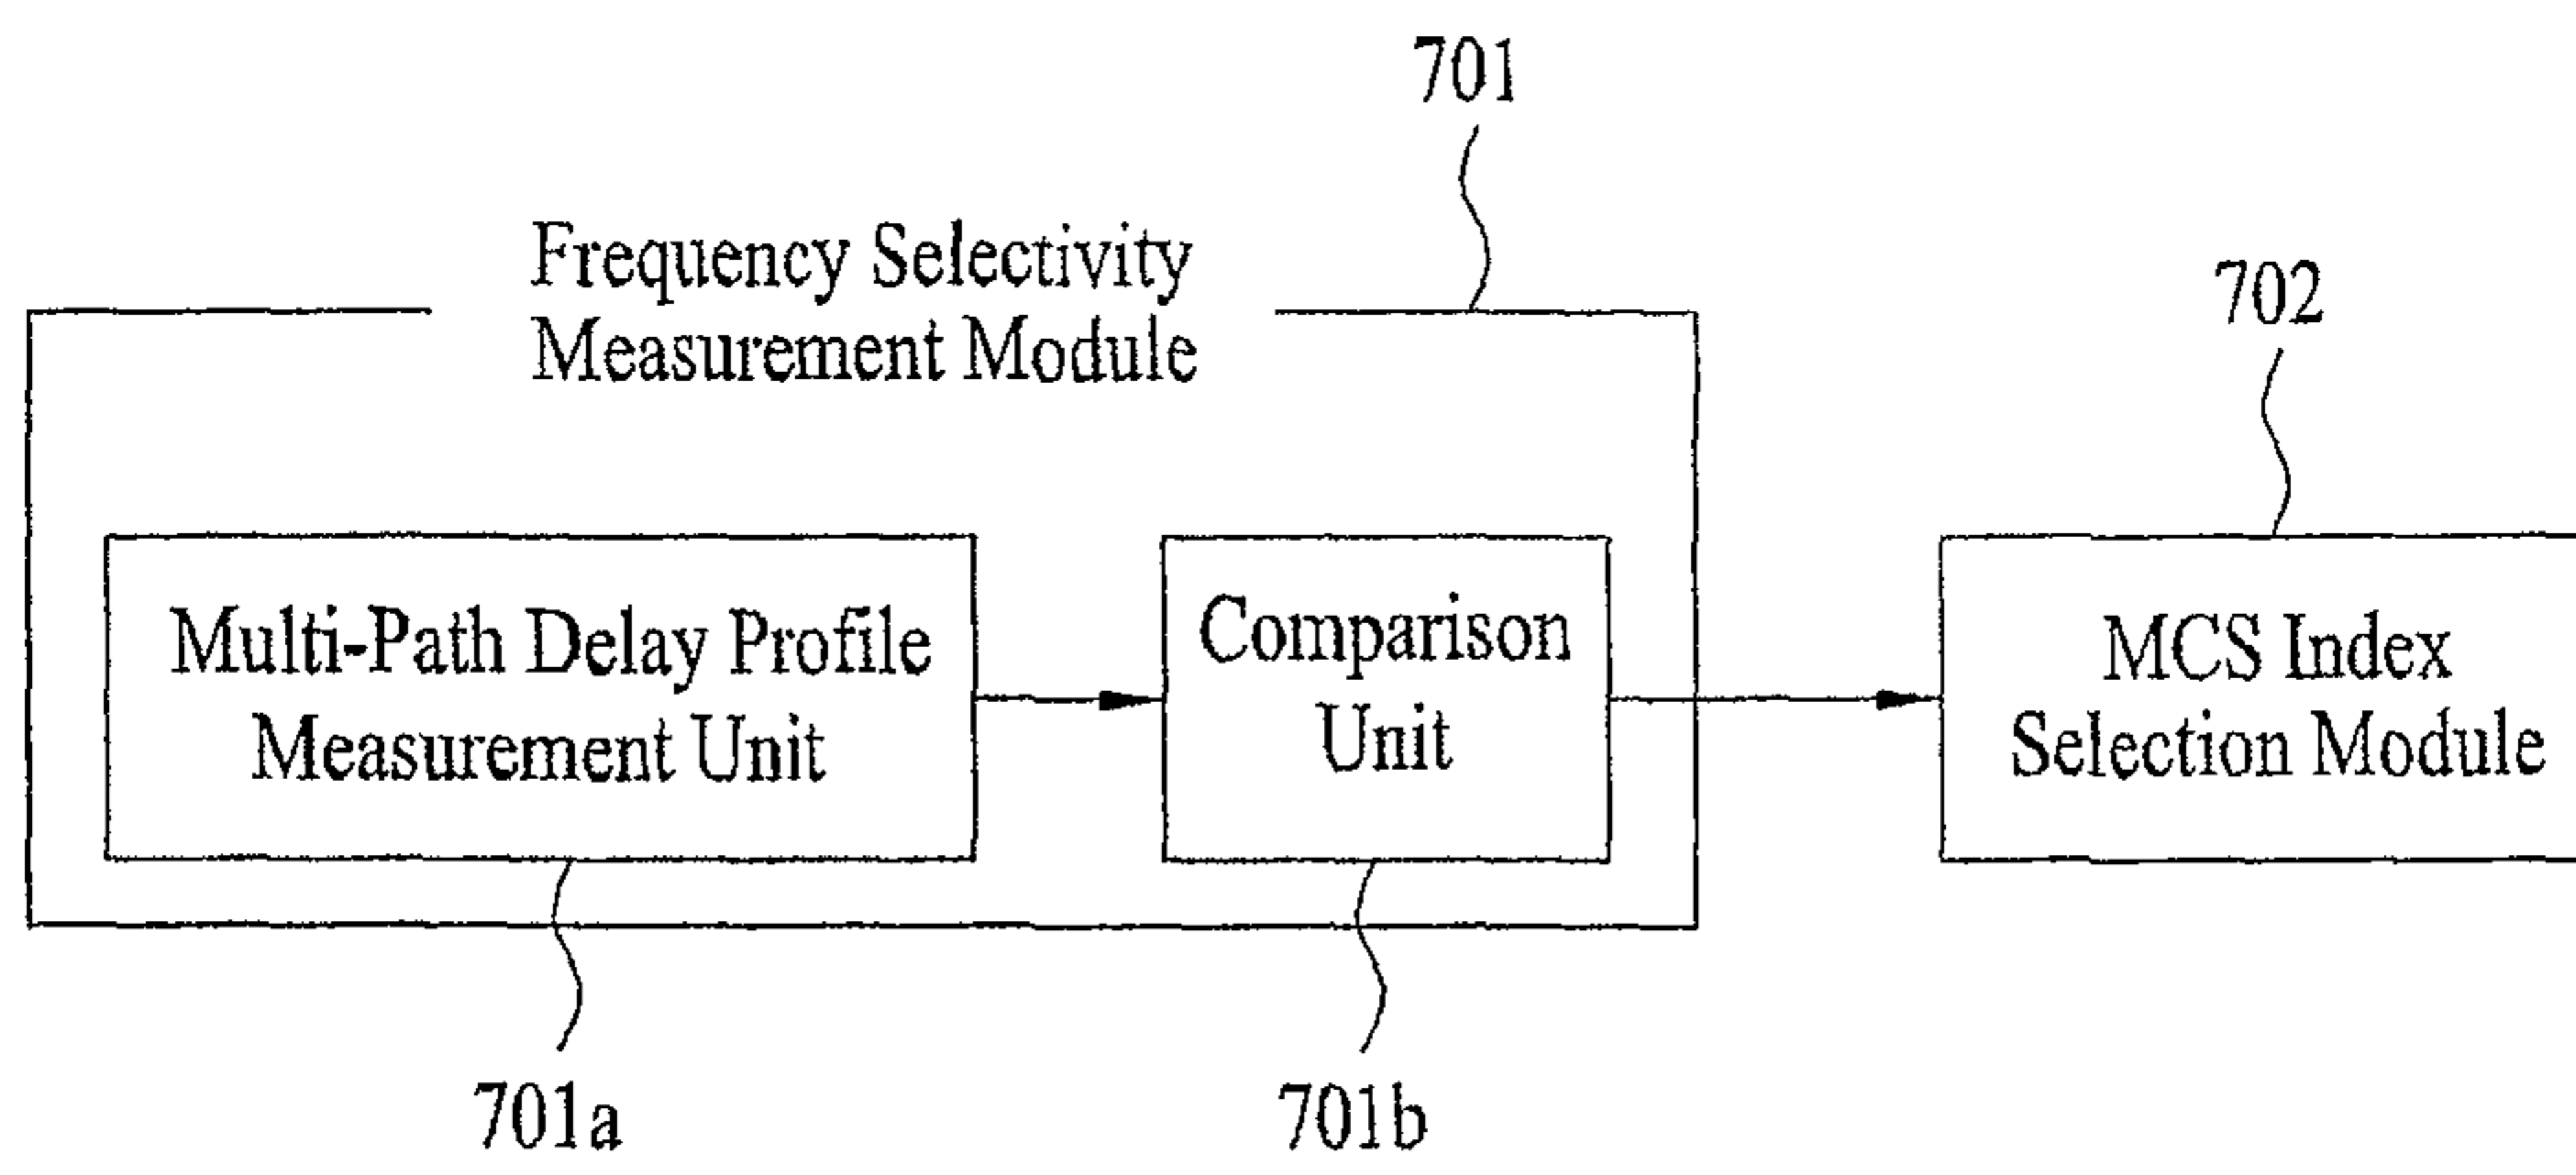 701
Frequency Selectivity
Measurement Module
702
Multi-Path Delay Profile
Measurement Unit
Comparison
Unit
MCS Index
Selection Module
701a
701b